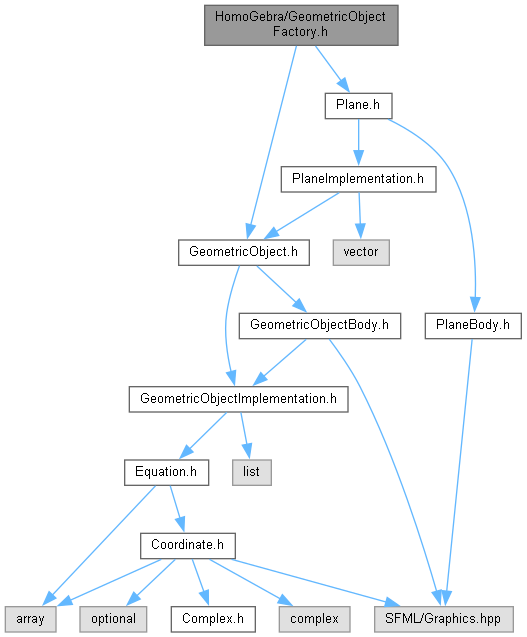 HomoGebra/GeometricObject
Factory.h
Plane.h
PlaneImplementation.h
GeometricObject.h
vector
GeometricObjectBody.h
PlaneBody.h
GeometricObjectImplementation.h
Equation.h
list
Coordinate.h
array
optional
Complex.h
complex
SFML/Graphics.hpp